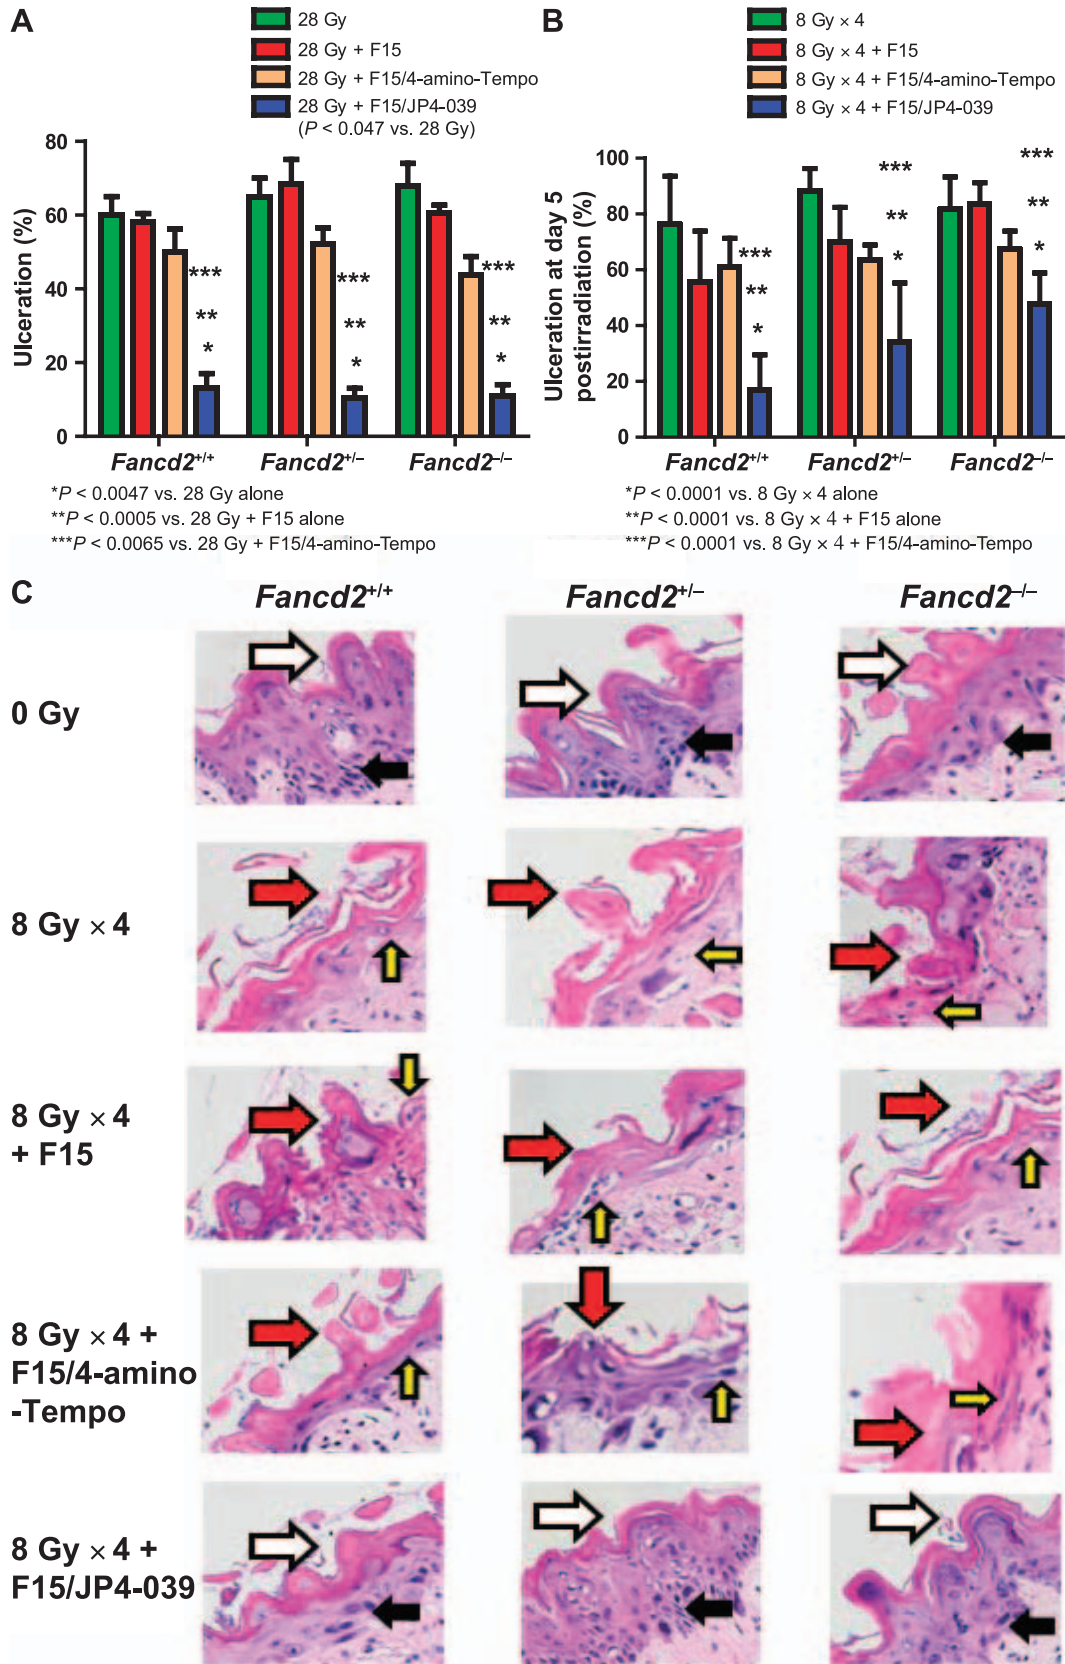 A
28 Gy
28 Gy + F15
28 Gy + F15/4-amino-Tempo
28 Gy + F15/JP4-039
(P < 0.047 vs. 28 Gy)
Ulceration (%)
80
60
40
20
0
***
**
*
***
**
*
***
**
*
Fancd2+/+
Fancd2+/–
Fancd2–/–
*P < 0.0047 vs. 28 Gy alone
**P < 0.0005 vs. 28 Gy + F15 alone
***P < 0.0065 vs. 28 Gy + F15/4-amino-Tempo
B
8 Gy × 4
8 Gy × 4 + F15
8 Gy × 4 + F15/4-amino-Tempo
8 Gy × 4 + F15/JP4-039
Ulceration at day 5
postirradiation (%)
100
80
60
40
20
0
***
**
*
***
**
*
***
**
*
Fancd2+/+
Fancd2+/–
Fancd2–/–
*P < 0.0001 vs. 8 Gy × 4 alone
**P < 0.0001 vs. 8 Gy × 4 + F15 alone
***P < 0.0001 vs. 8 Gy × 4 + F15/4-amino-Tempo
C
Fancd2+/+
Fancd2+/–
Fancd2–/–
0 Gy
8 Gy × 4
8 Gy × 4
+ F15
8 Gy × 4 +
F15/4-amino
-Tempo
8 Gy × 4 +
F15/JP4-039